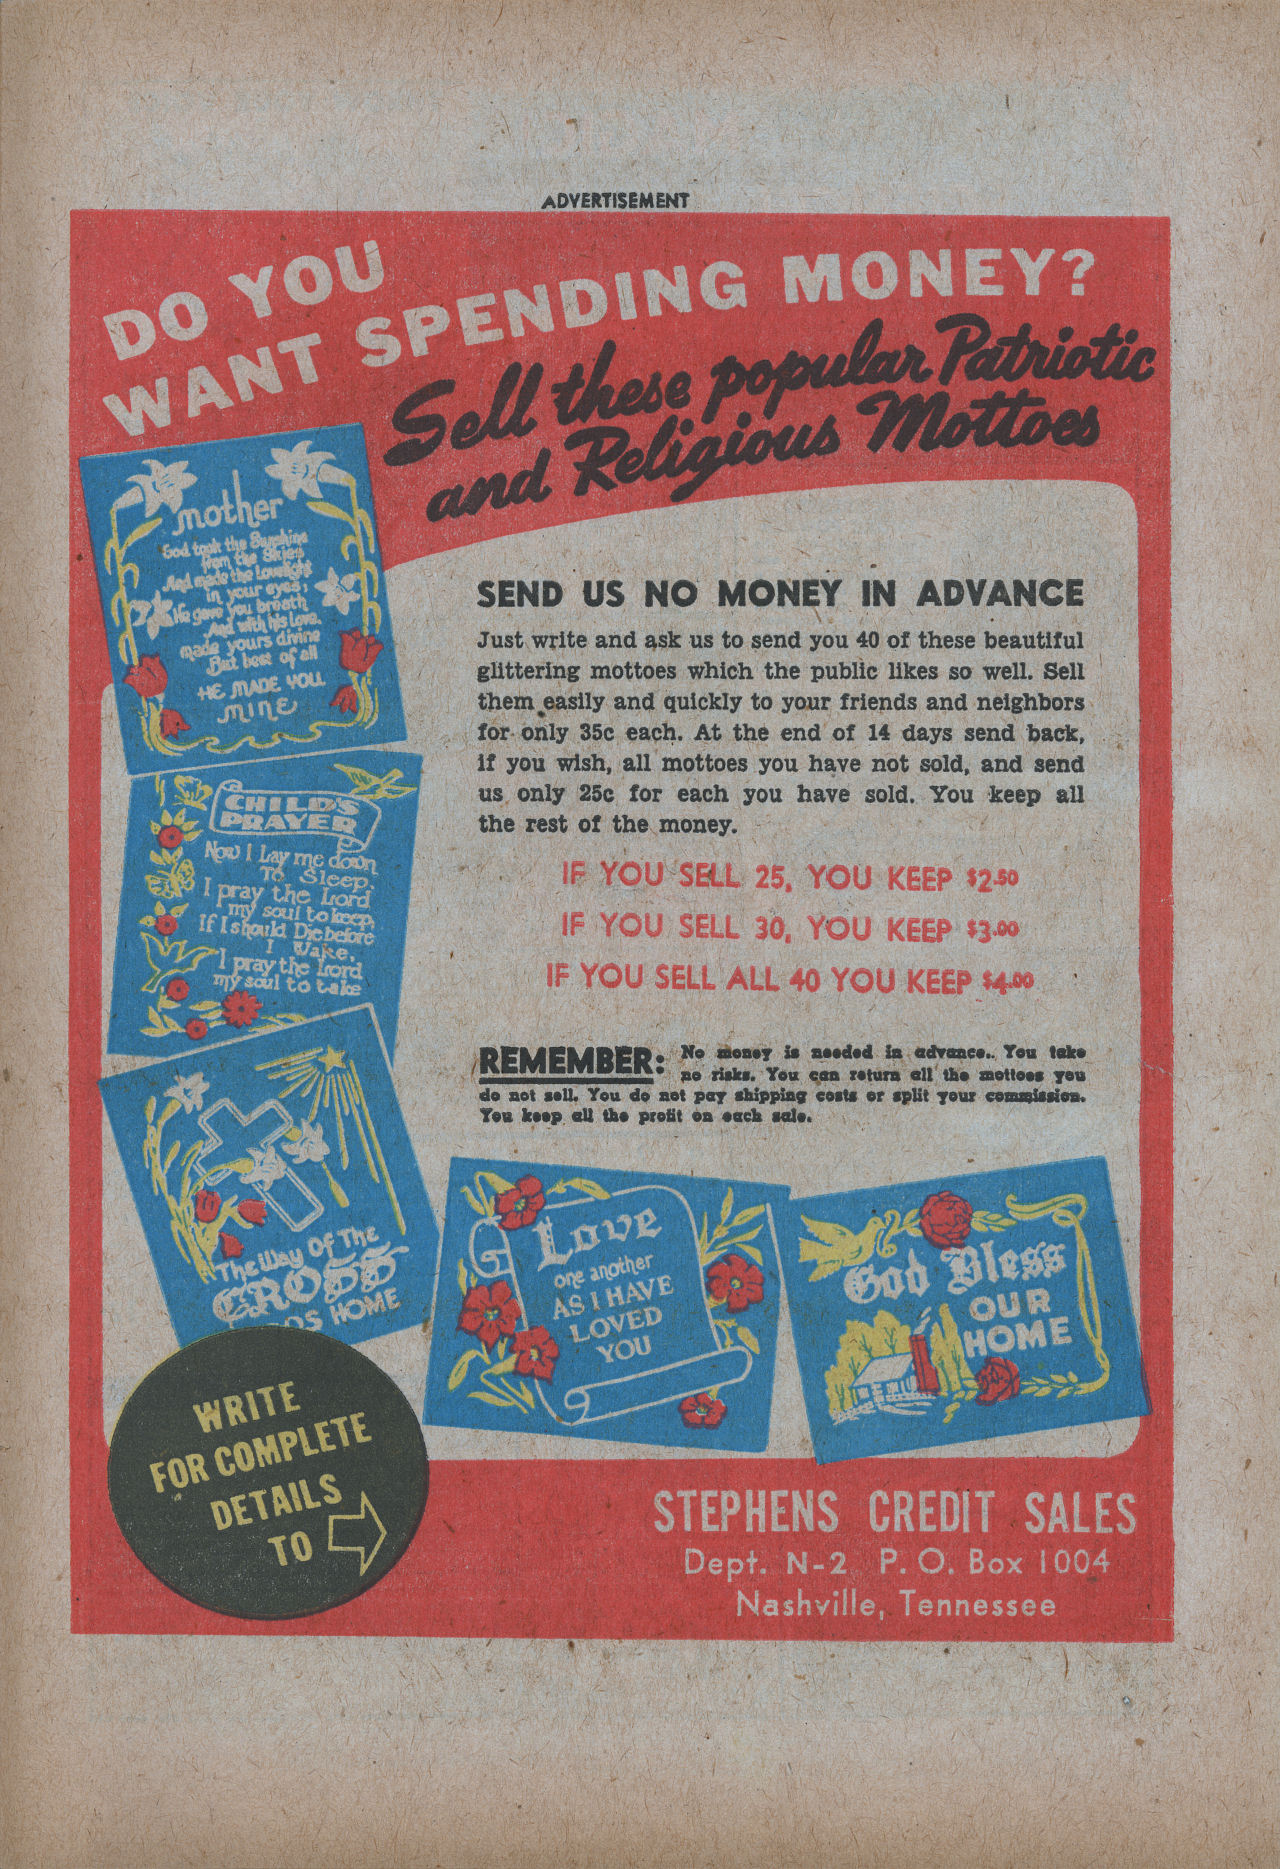 ADVERTISEMENT
DO YOU
WANT SPENDING MONEY?
Sell these popular Patriotic
and Religious Mottoes
mother
God took the Sunshine
from the Skies
And made the Lovelight
in your eyes;
He gave you breath
And with his Love.
made yours divine
But best of all
HE MADE YOU
MINE
CHILD'S
PRAYER
Now I Lay me down
To Sleep,
I pray the Lord
my soul to keep,
If I should Die before
I Wake,
I pray the Lord
my soul to take
The Way Of The
CROSS
HOME
SEND US NO MONEY IN ADVANCE
Just write and ask us to send you 40 of these beautiful
glittering mottoes which the public likes so well. Sell
them easily and quickly to your friends and neighbors
for only 35c each. At the end of 14 days send back,
if you wish, all mottoes you have not sold, and send
us only 25c for each you have sold. You keep all
the rest of the money.
IF YOU SELL 25, YOU KEEP $2.50
IF YOU SELL 30, YOU KEEP $3.00
IF YOU SELL ALL 40 YOU KEEP $4.00
REMEMBER: No money is needed in advance. You take
no risks. You can return all the mottoes you
do not sell. You do not pay shipping costs or split your commission.
You keep all the profit on each sale.
Love
one another
AS I HAVE
LOVED
YOU
God Bless
OUR
HOME
WRITE
FOR COMPLETE
DETAILS
TO
STEPHENS CREDIT SALES
Dept. N-2 P. O. Box 1004
Nashville, Tennessee